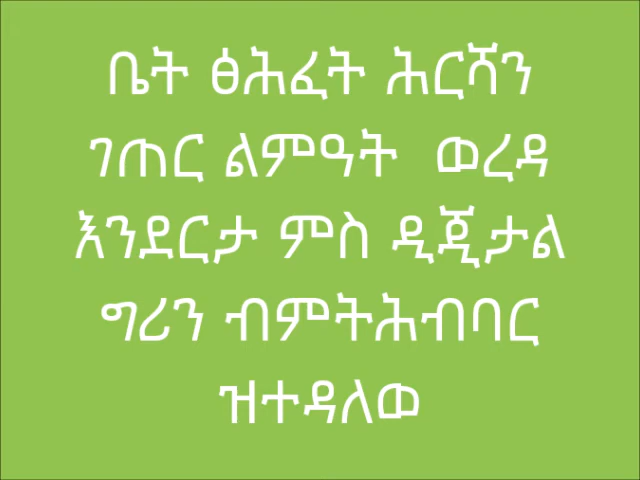 ቤት ፅሕፈት ሕርሻን
ገጠር ልምዓት ወረዳ
እንደርታ ምስ ዲጂታል
ግሪን ብምትሕብባር
ዝተዳለወ